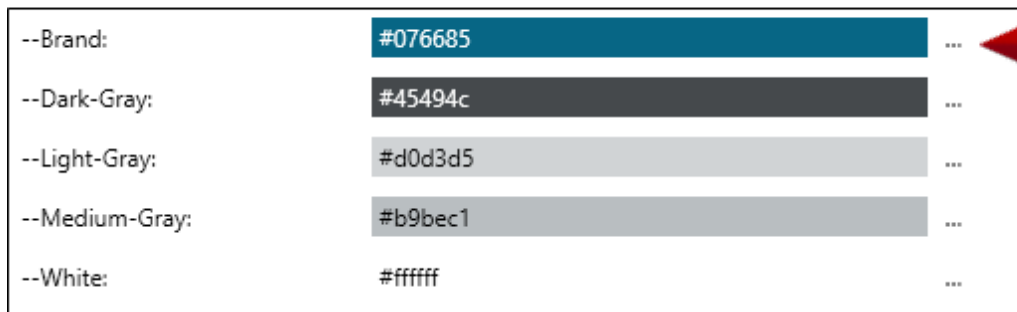 --Brand: #076685 ...
--Dark-Gray: #45494c ...
--Light-Gray: #d0d3d5 ...
--Medium-Gray: #b9bec1 ...
--White: #ffffff ...